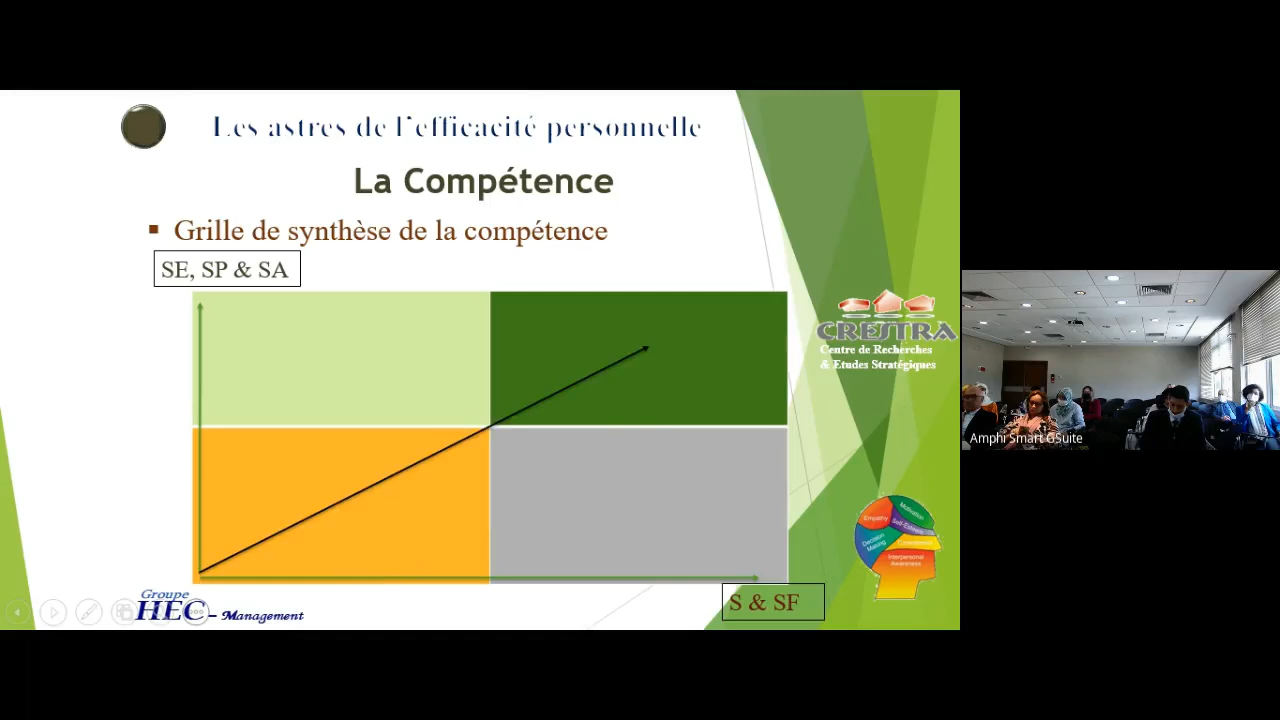 Les astres de l'efficacité personnelle
La Compétence
Grille de synthèse de la compétence
SE, SP & SA
CRESTRA
Centre de Recherches
& Etudes Stratégiques
Amphi Smart GSuite
Motivation
Empathy
Self-Esteem
Decision
Making
Commitment
Interpersonal
Awareness
S & SF
Groupe
HEC - Management